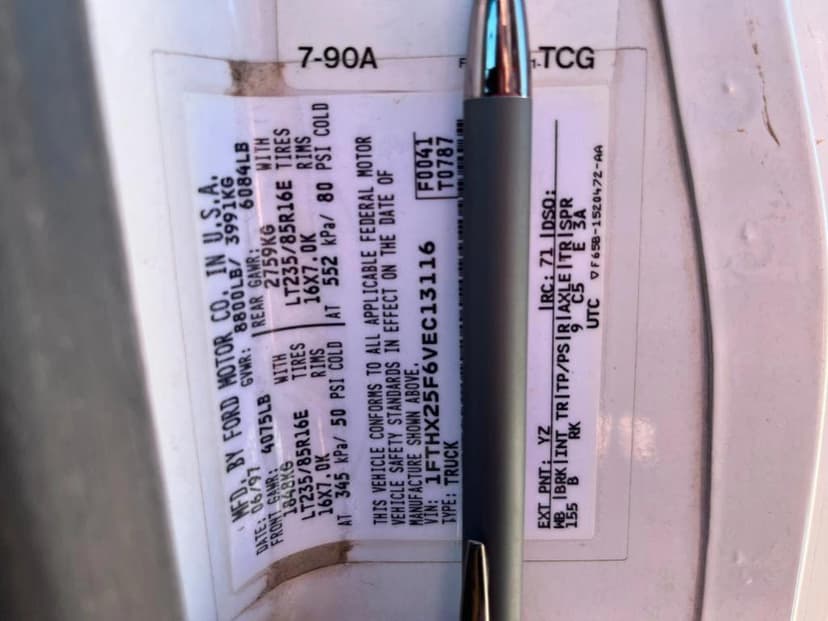 7-90A
TCG
MFD. BY FORD MOTOR CO. IN U.S.A.
DATE: 06/97
GVWR: 8800LB/ 3991KG
FRONT GAWR: 4075LB
1848KG
WITH
LT235/85R16E
TIRES
16X7.0K
RIMS
AT 345 kPa/ 50 PSI COLD
REAR GAWR: 6084LB
2759KG
WITH
LT235/85R16E
TIRES
16X7.0K
RIMS
AT 552 kPa/ 80 PSI COLD
THIS VEHICLE CONFORMS TO ALL APPLICABLE FEDERAL MOTOR
VEHICLE SAFETY STANDARDS IN EFFECT ON THE DATE OF
MANUFACTURE SHOWN ABOVE.
VIN: 1FTHX25F6VEC13116
TYPE: TRUCK
F0041
T0787
EXT PNT: YZ
RC: 71 DSO:
WB BRK INT TR TP/PS R AXLE TR SPR
155 B RK 9 C5 E 3A
UTC
F65B-1520472-AA